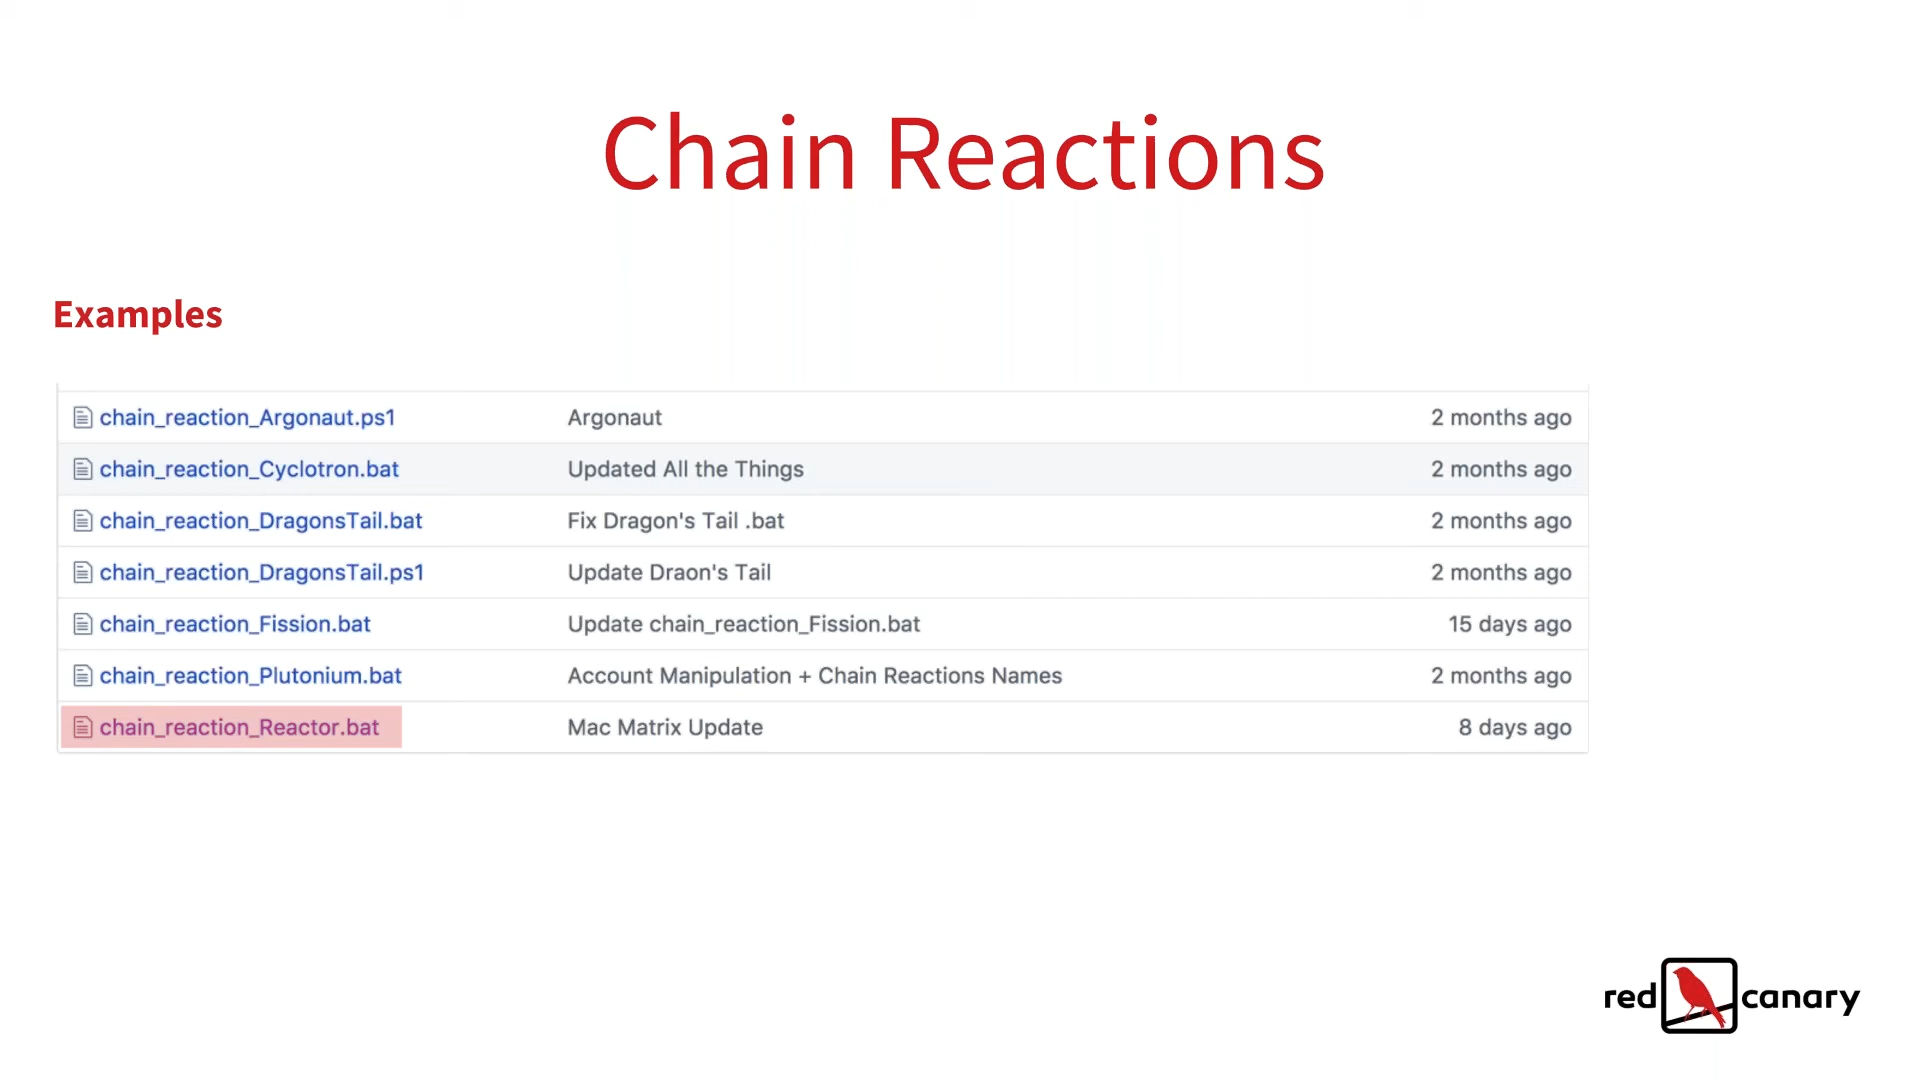 Chain Reactions
Examples
chain_reaction_Argonaut.ps1 Argonaut 2 months ago
chain_reaction_Cyclotron.bat Updated All the Things 2 months ago
chain_reaction_DragonsTail.bat Fix Dragon's Tail .bat 2 months ago
chain_reaction_DragonsTail.ps1 Update Draon's Tail 2 months ago
chain_reaction_Fission.bat Update chain_reaction_Fission.bat 15 days ago
chain_reaction_Plutonium.bat Account Manipulation + Chain Reactions Names 2 months ago
chain_reaction_Reactor.bat Mac Matrix Update 8 days ago
red canary